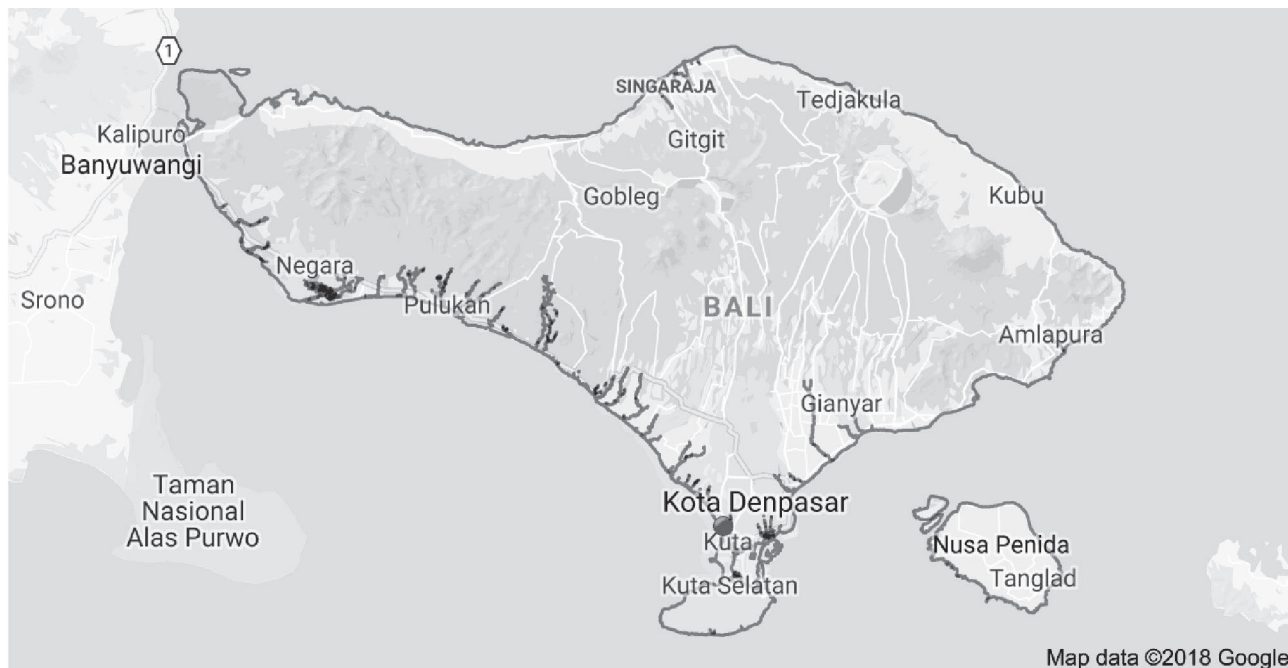 1
SINGARAJA
Tedjakula
Kalipuro
Gitgit
Banyuwangi
Gobleg
Kubu
Negara
Srono
Pulukan
BALI
Amlapura
Gianyar
Taman
Nasional
Alas Purwo
Kota Denpasar
Kuta
Nusa Penida
Tanglad
Kuta Selatan
Map data ©2018 Google